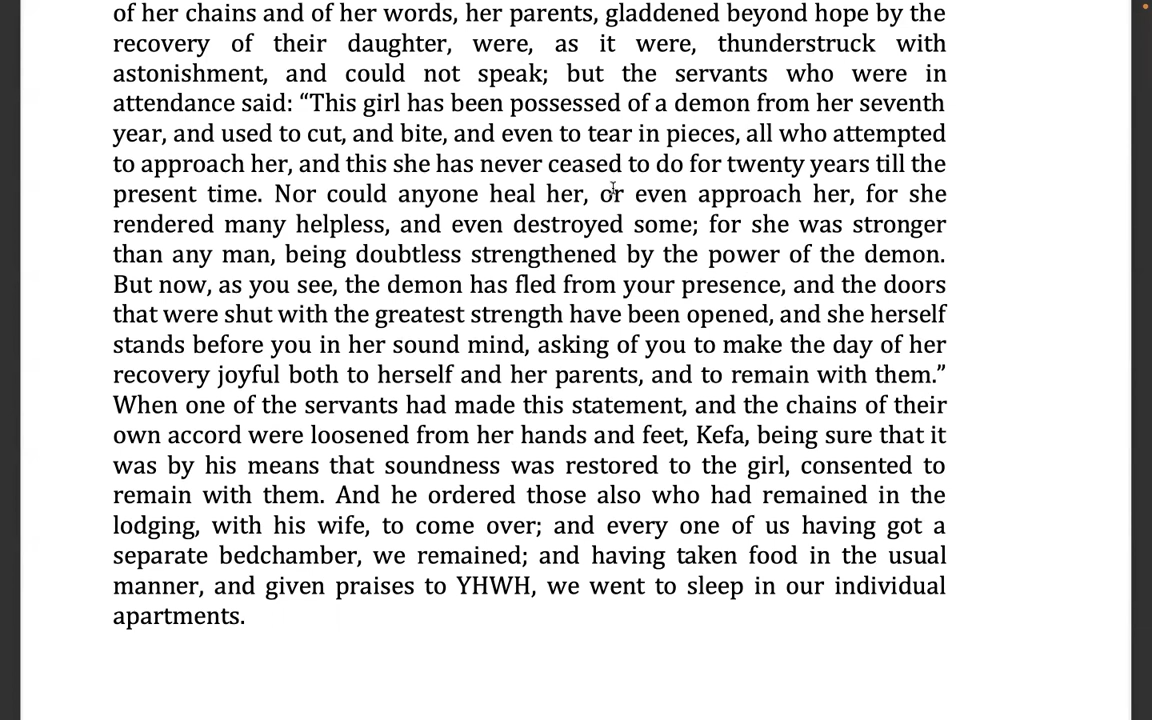 of her chains and of her words, her parents, gladdened beyond hope by the
recovery of their daughter, were, as it were, thunderstruck with
astonishment, and could not speak; but the servants who were in
attendance said: “This girl has been possessed of a demon from her seventh
year, and used to cut, and bite, and even to tear in pieces, all who attempted
to approach her, and this she has never ceased to do for twenty years till the
present time. Nor could anyone heal her, or even approach her, for she
rendered many helpless, and even destroyed some; for she was stronger
than any man, being doubtless strengthened by the power of the demon.
But now, as you see, the demon has fled from your presence, and the doors
that were shut with the greatest strength have been opened, and she herself
stands before you in her sound mind, asking of you to make the day of her
recovery joyful both to herself and her parents, and to remain with them.”
When one of the servants had made this statement, and the chains of their
own accord were loosened from her hands and feet, Kefa, being sure that it
was by his means that soundness was restored to the girl, consented to
remain with them. And he ordered those also who had remained in the
lodging, with his wife, to come over; and every one of us having got a
separate bedchamber, we remained; and having taken food in the usual
manner, and given praises to YHWH, we went to sleep in our individual
apartments.